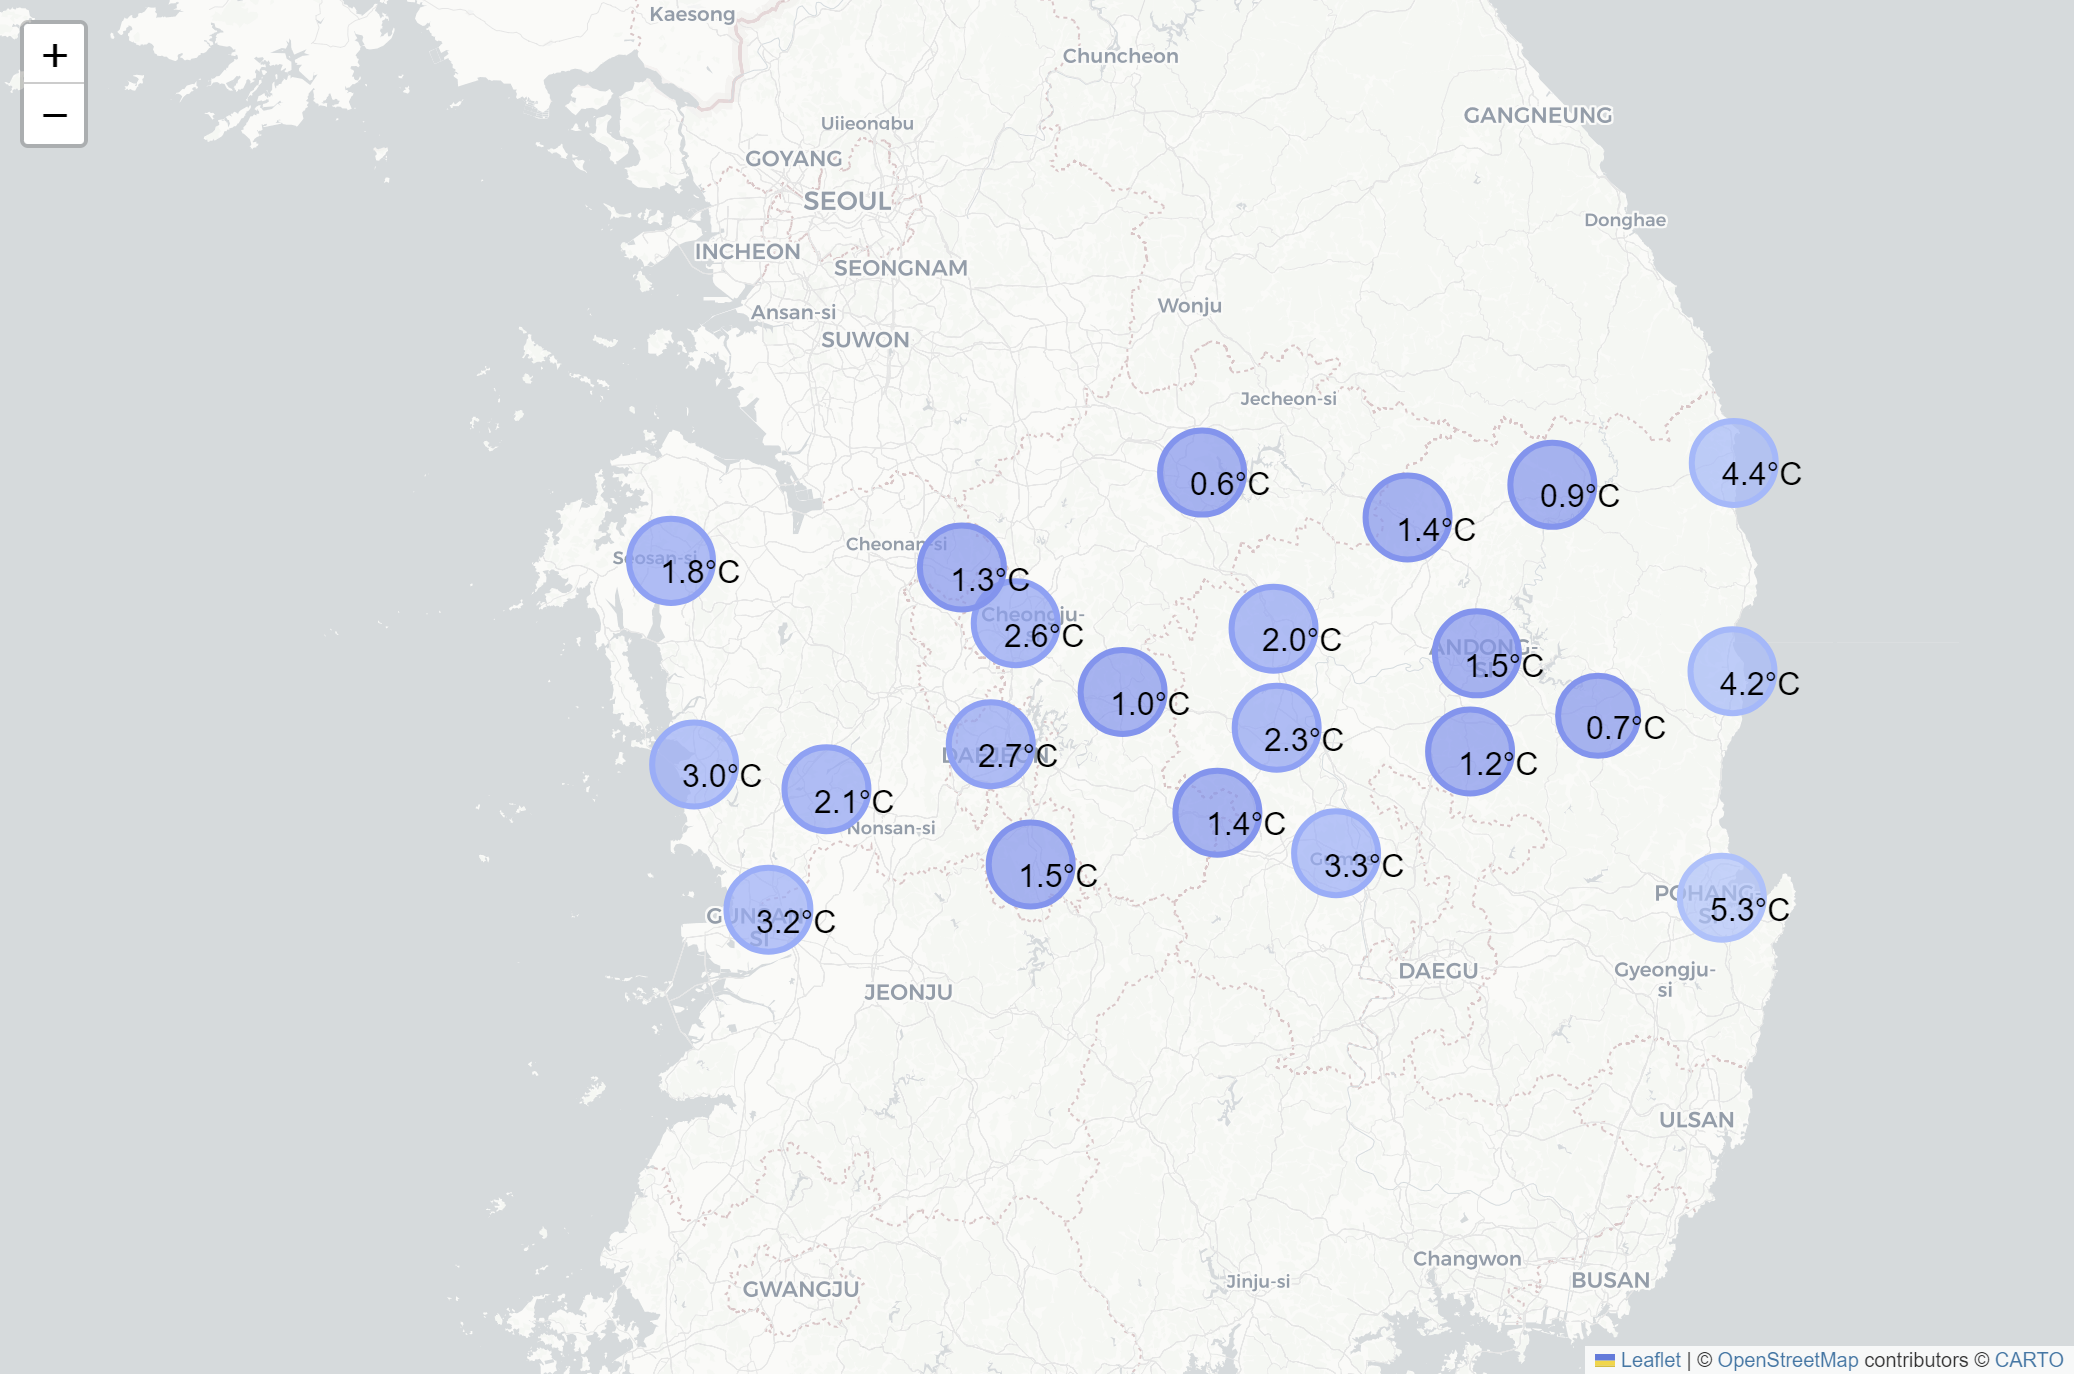 +
−
Kaesong
Chuncheon
GANGNEUNG
Uijeongbu
GOYANG
SEOUL
Donghae
INCHEON
SEONGNAM
Wonju
Ansan-si
SUWON
Jecheon-si
4.4°C
0.6°C
0.9°C
1.4°C
Cheonan-si
Seosan-si
1.8°C
1.3°C
Cheongju-
2.6°C
2.0°C
ANDONG-
SI
1.5°C
4.2°C
1.0°C
0.7°C
2.3°C
DAEJEON
2.7°C
1.2°C
3.0°C
2.1°C
Nonsan-si
1.4°C
3.3°C
1.5°C
POHANG-
5.3°C
GUNSAN-
SI
3.2°C
DAEGU
Gyeongju-
si
JEONJU
ULSAN
Changwon
BUSAN
Jinju-si
GWANGJU
Leaflet | © OpenStreetMap contributors © CARTO